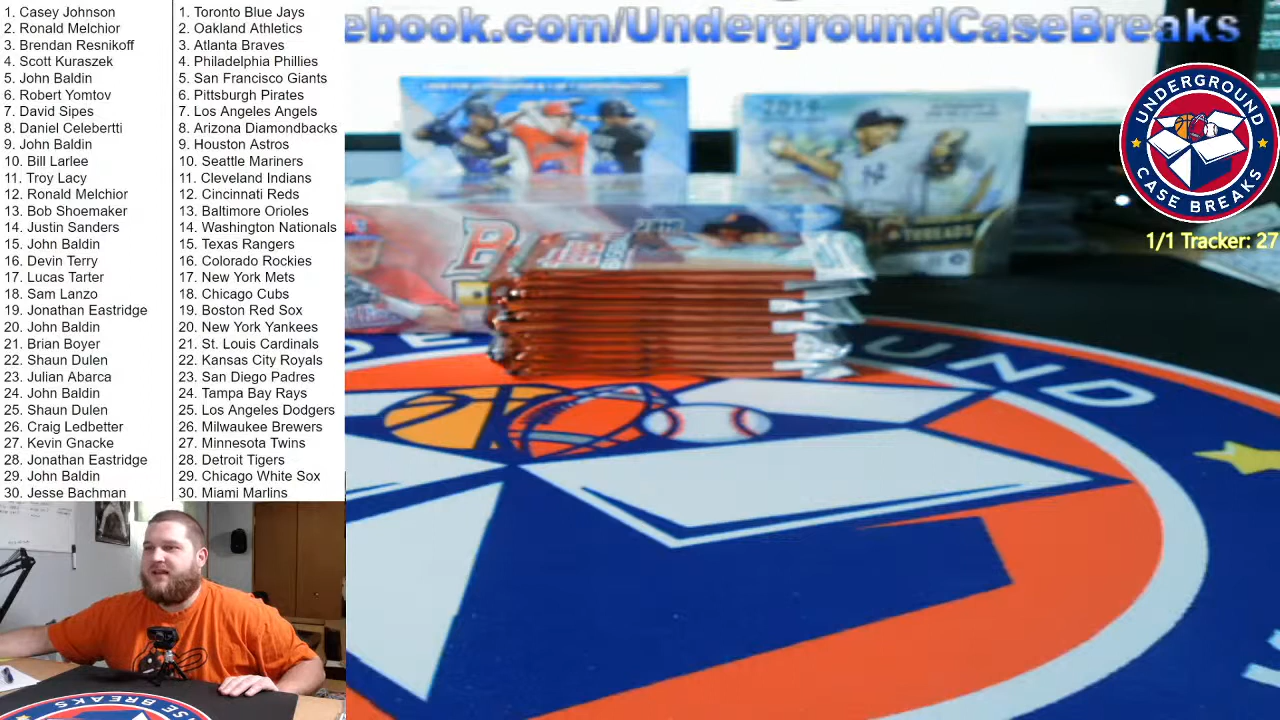 1. Casey Johnson
2. Ronald Melchior
3. Brendan Resnikoff
4. Scott Kuraszek
5. John Baldin
6. Robert Yomtov
7. David Sipes
8. Daniel Celebertti
9. John Baldin
10. Bill Larlee
11. Troy Lacy
12. Ronald Melchior
13. Bob Shoemaker
14. Justin Sanders
15. John Baldin
16. Devin Terry
17. Lucas Tarter
18. Sam Lanzo
19. Jonathan Eastridge
20. John Baldin
21. Brian Boyer
22. Shaun Dulen
23. Julian Abarca
24. John Baldin
25. Shaun Dulen
26. Craig Ledbetter
27. Kevin Gnacke
28. Jonathan Eastridge
29. John Baldin
30. Jesse Bachman
1. Toronto Blue Jays
2. Oakland Athletics
3. Atlanta Braves
4. Philadelphia Phillies
5. San Francisco Giants
6. Pittsburgh Pirates
7. Los Angeles Angels
8. Arizona Diamondbacks
9. Houston Astros
10. Seattle Mariners
11. Cleveland Indians
12. Cincinnati Reds
13. Baltimore Orioles
14. Washington Nationals
15. Texas Rangers
16. Colorado Rockies
17. New York Mets
18. Chicago Cubs
19. Boston Red Sox
20. New York Yankees
21. St. Louis Cardinals
22. Kansas City Royals
23. San Diego Padres
24. Tampa Bay Rays
25. Los Angeles Dodgers
26. Milwaukee Brewers
27. Minnesota Twins
28. Detroit Tigers
29. Chicago White Sox
30. Miami Marlins
ebook.com/UndergroundCaseBreaks
UNDERGROUND
CASE BREAKS
1/1 Tracker: 27
2019
THREADS
B
2019
DE
OUND
SE BREAKS